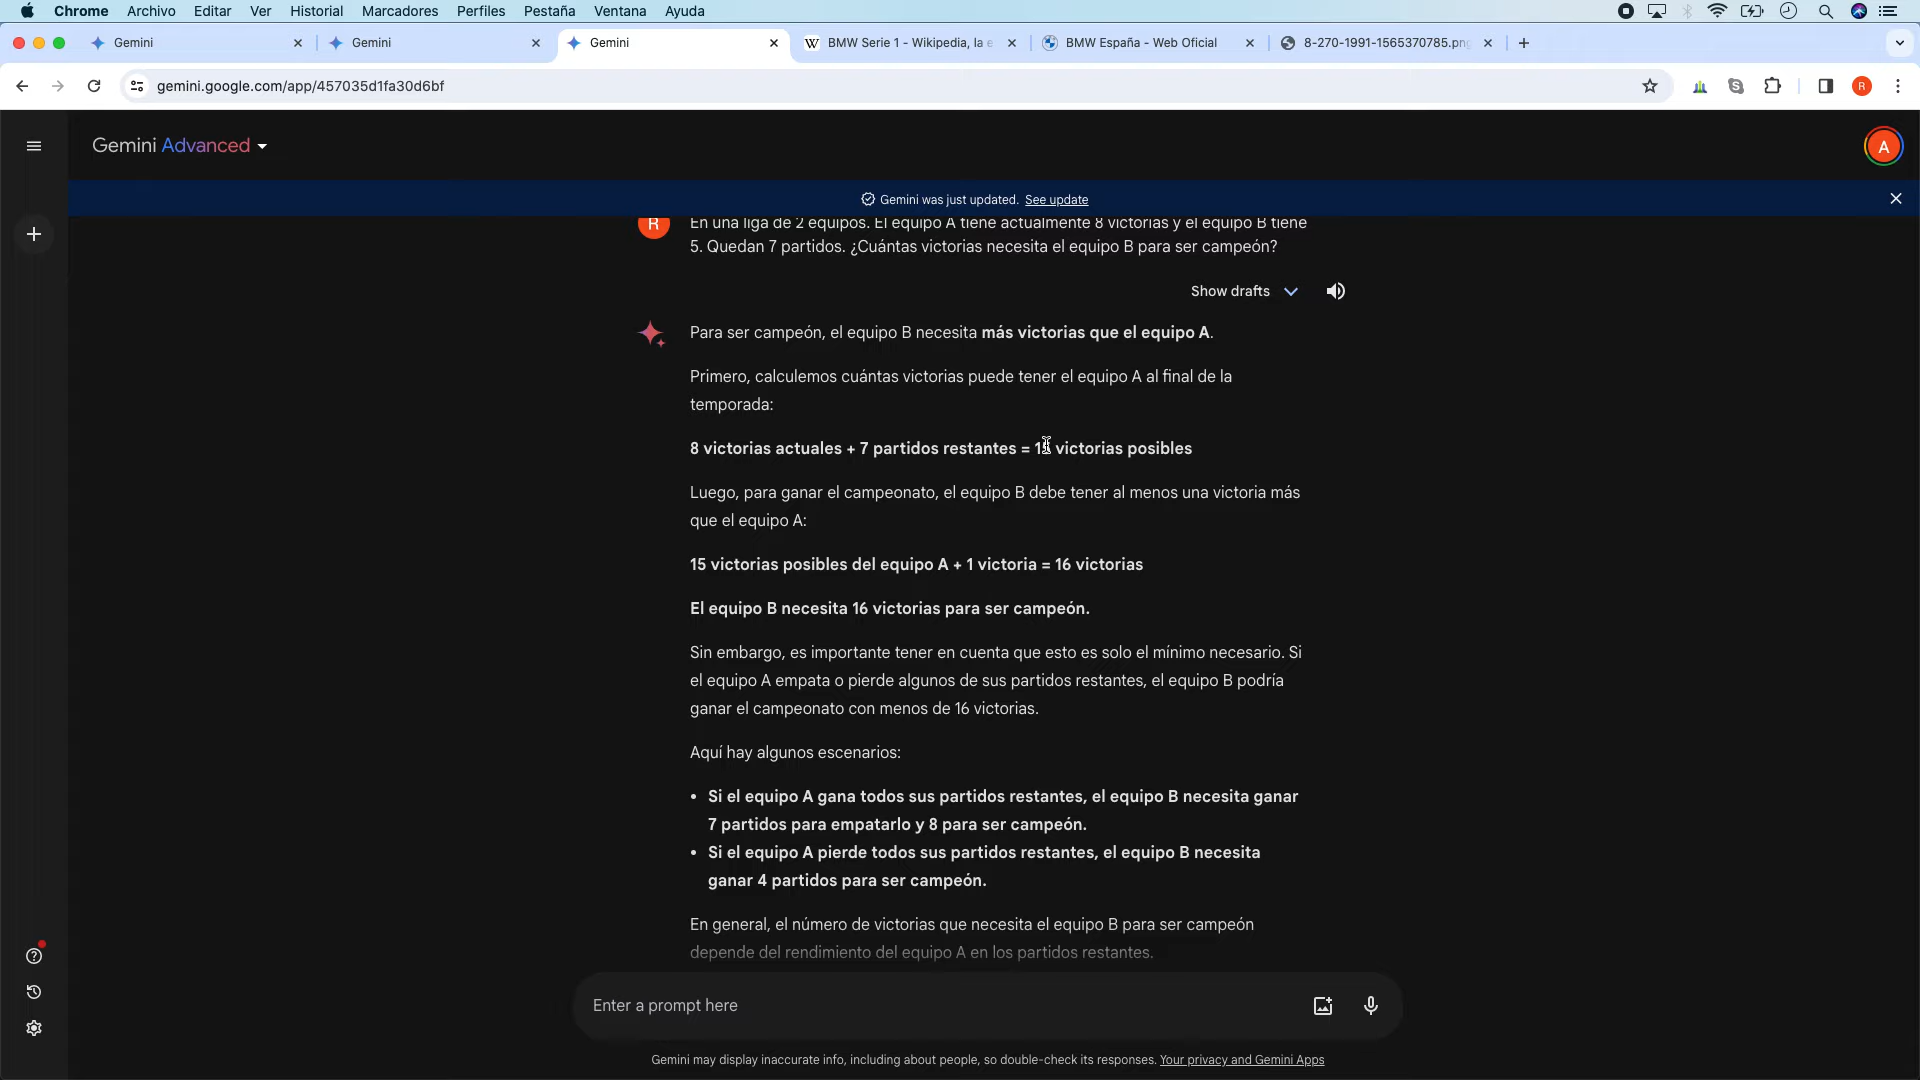 Chrome Archivo Editar Ver Historial Marcadores Perfiles Pestaña Ventana Ayuda
Gemini
Gemini
Gemini
W BMW Serie 1 - Wikipedia, la e
BMW España - Web Oficial
8-270-1991-1565370785.png
gemini.google.com/app/457035d1fa30d6bf
R
Gemini Advanced
A
Gemini was just updated. See update
R
En una liga de 2 equipos. El equipo A tiene actualmente 8 victorias y el equipo B tiene
5. Quedan 7 partidos. ¿Cuántas victorias necesita el equipo B para ser campeón?
Show drafts
Para ser campeón, el equipo B necesita más victorias que el equipo A.
Primero, calculemos cuántas victorias puede tener el equipo A al final de la
temporada:
8 victorias actuales + 7 partidos restantes = 15 victorias posibles
Luego, para ganar el campeonato, el equipo B debe tener al menos una victoria más
que el equipo A:
15 victorias posibles del equipo A + 1 victoria = 16 victorias
El equipo B necesita 16 victorias para ser campeón.
Sin embargo, es importante tener en cuenta que esto es solo el mínimo necesario. Si
el equipo A empata o pierde algunos de sus partidos restantes, el equipo B podría
ganar el campeonato con menos de 16 victorias.
Aquí hay algunos escenarios:
• Si el equipo A gana todos sus partidos restantes, el equipo B necesita ganar
7 partidos para empatarlo y 8 para ser campeón.
• Si el equipo A pierde todos sus partidos restantes, el equipo B necesita
ganar 4 partidos para ser campeón.
En general, el número de victorias que necesita el equipo B para ser campeón
depende del rendimiento del equipo A en los partidos restantes.
Enter a prompt here
Gemini may display inaccurate info, including about people, so double-check its responses. Your privacy and Gemini Apps